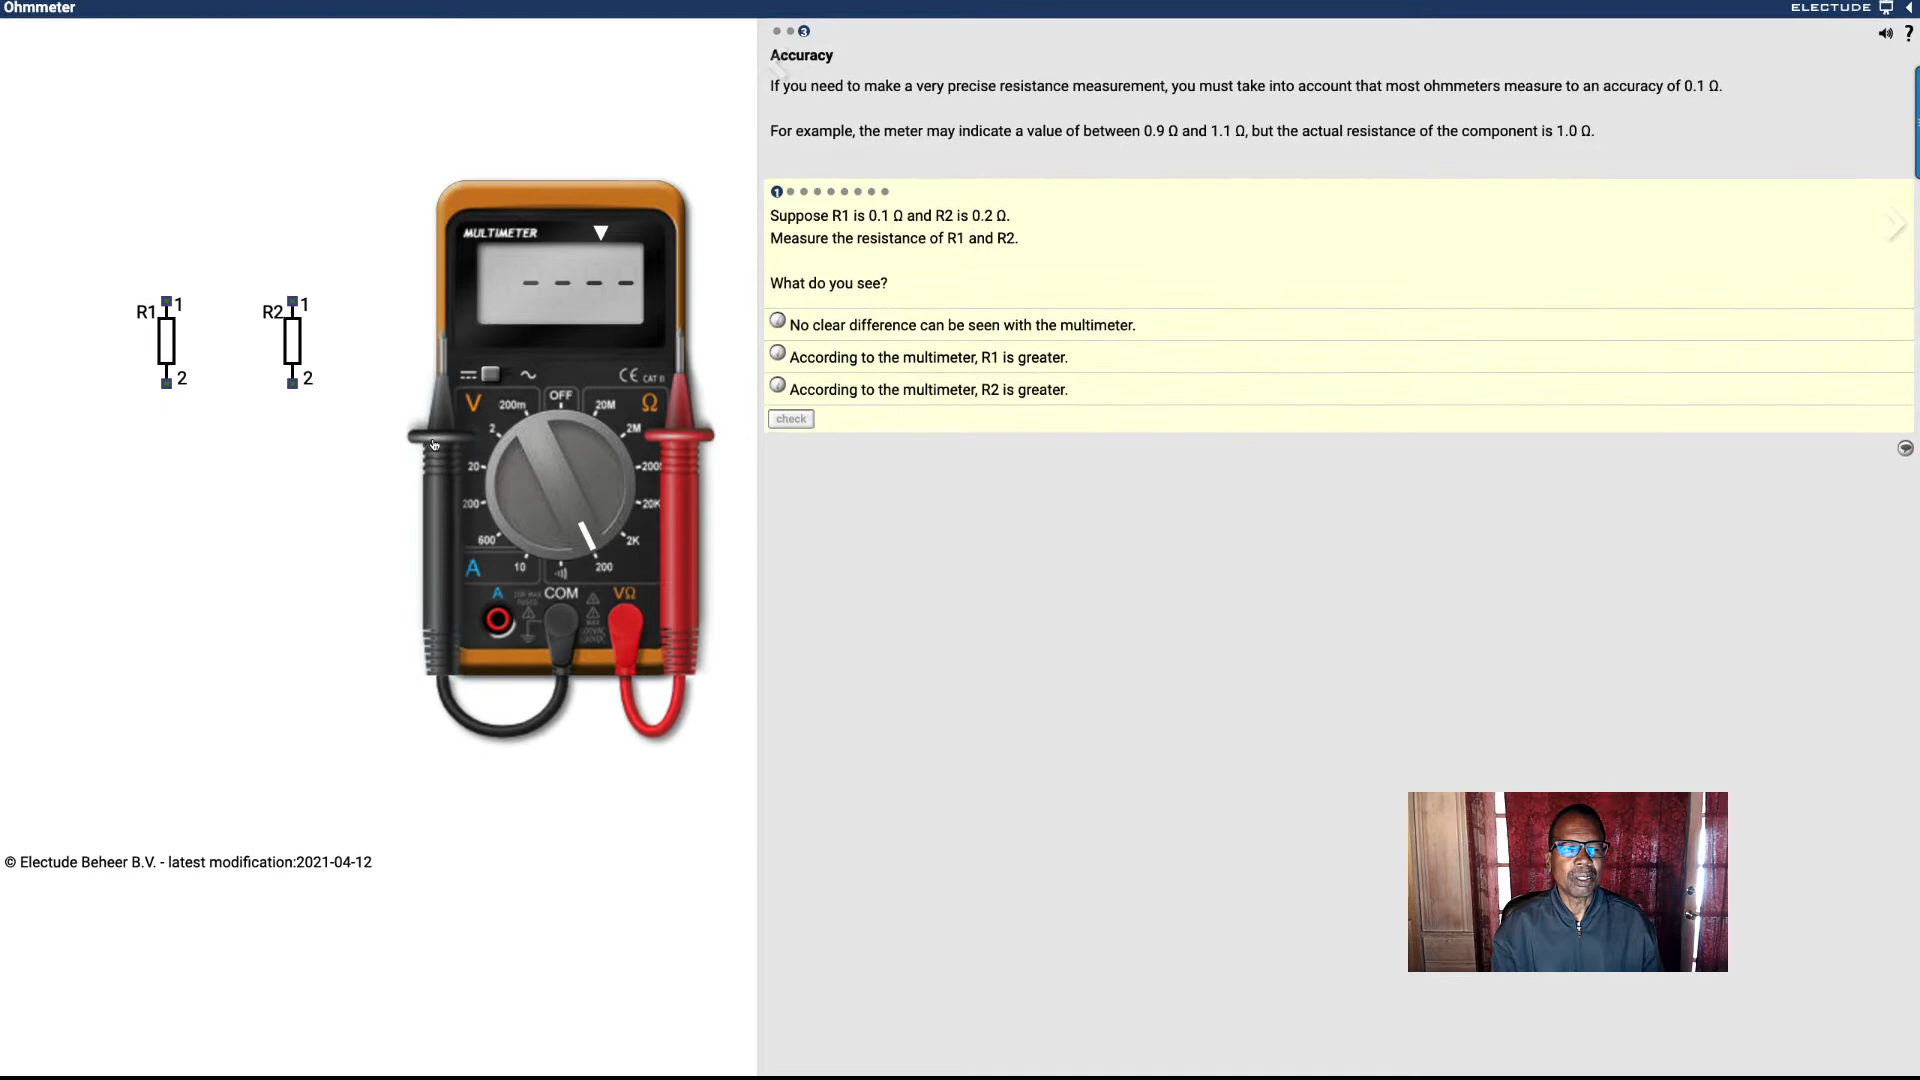 Ohmmeter
ELECTUDE
3
?
Accuracy
If you need to make a very precise resistance measurement, you must take into account that most ohmmeters measure to an accuracy of 0.1 Ω.
For example, the meter may indicate a value of between 0.9 Ω and 1.1 Ω, but the actual resistance of the component is 1.0 Ω.
1
Suppose R1 is 0.1 Ω and R2 is 0.2 Ω.
Measure the resistance of R1 and R2.
What do you see?
No clear difference can be seen with the multimeter.
According to the multimeter, R1 is greater.
According to the multimeter, R2 is greater.
check
R1 1
2
R2 1
2
MULTIMETER
- - - -
CE CAT II
V 200m OFF 20M Ω
2 2M
20 200
200 20K
600 2K
A 10 200
A COM VΩ
© Electude Beheer B.V. - latest modification:2021-04-12